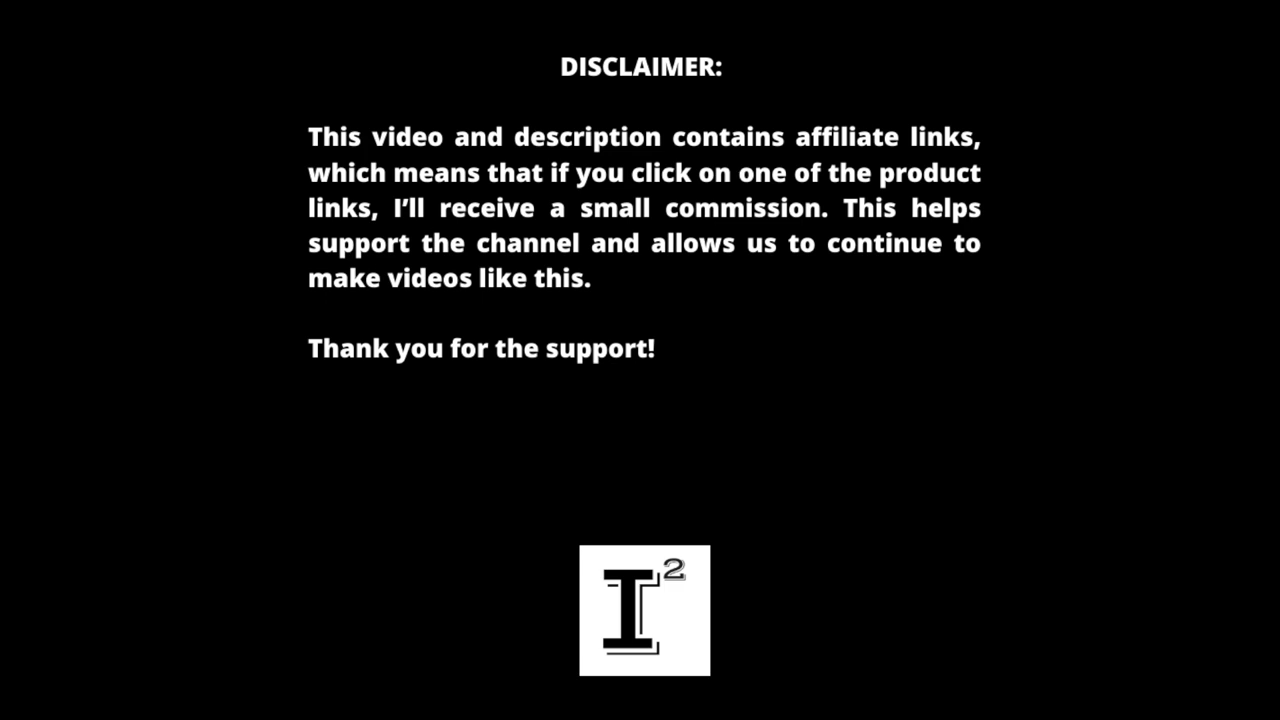 DISCLAIMER:
This video and description contains affiliate links,
which means that if you click on one of the product
links, I’ll receive a small commission. This helps
support the channel and allows us to continue to
make videos like this.
Thank you for the support!
I²